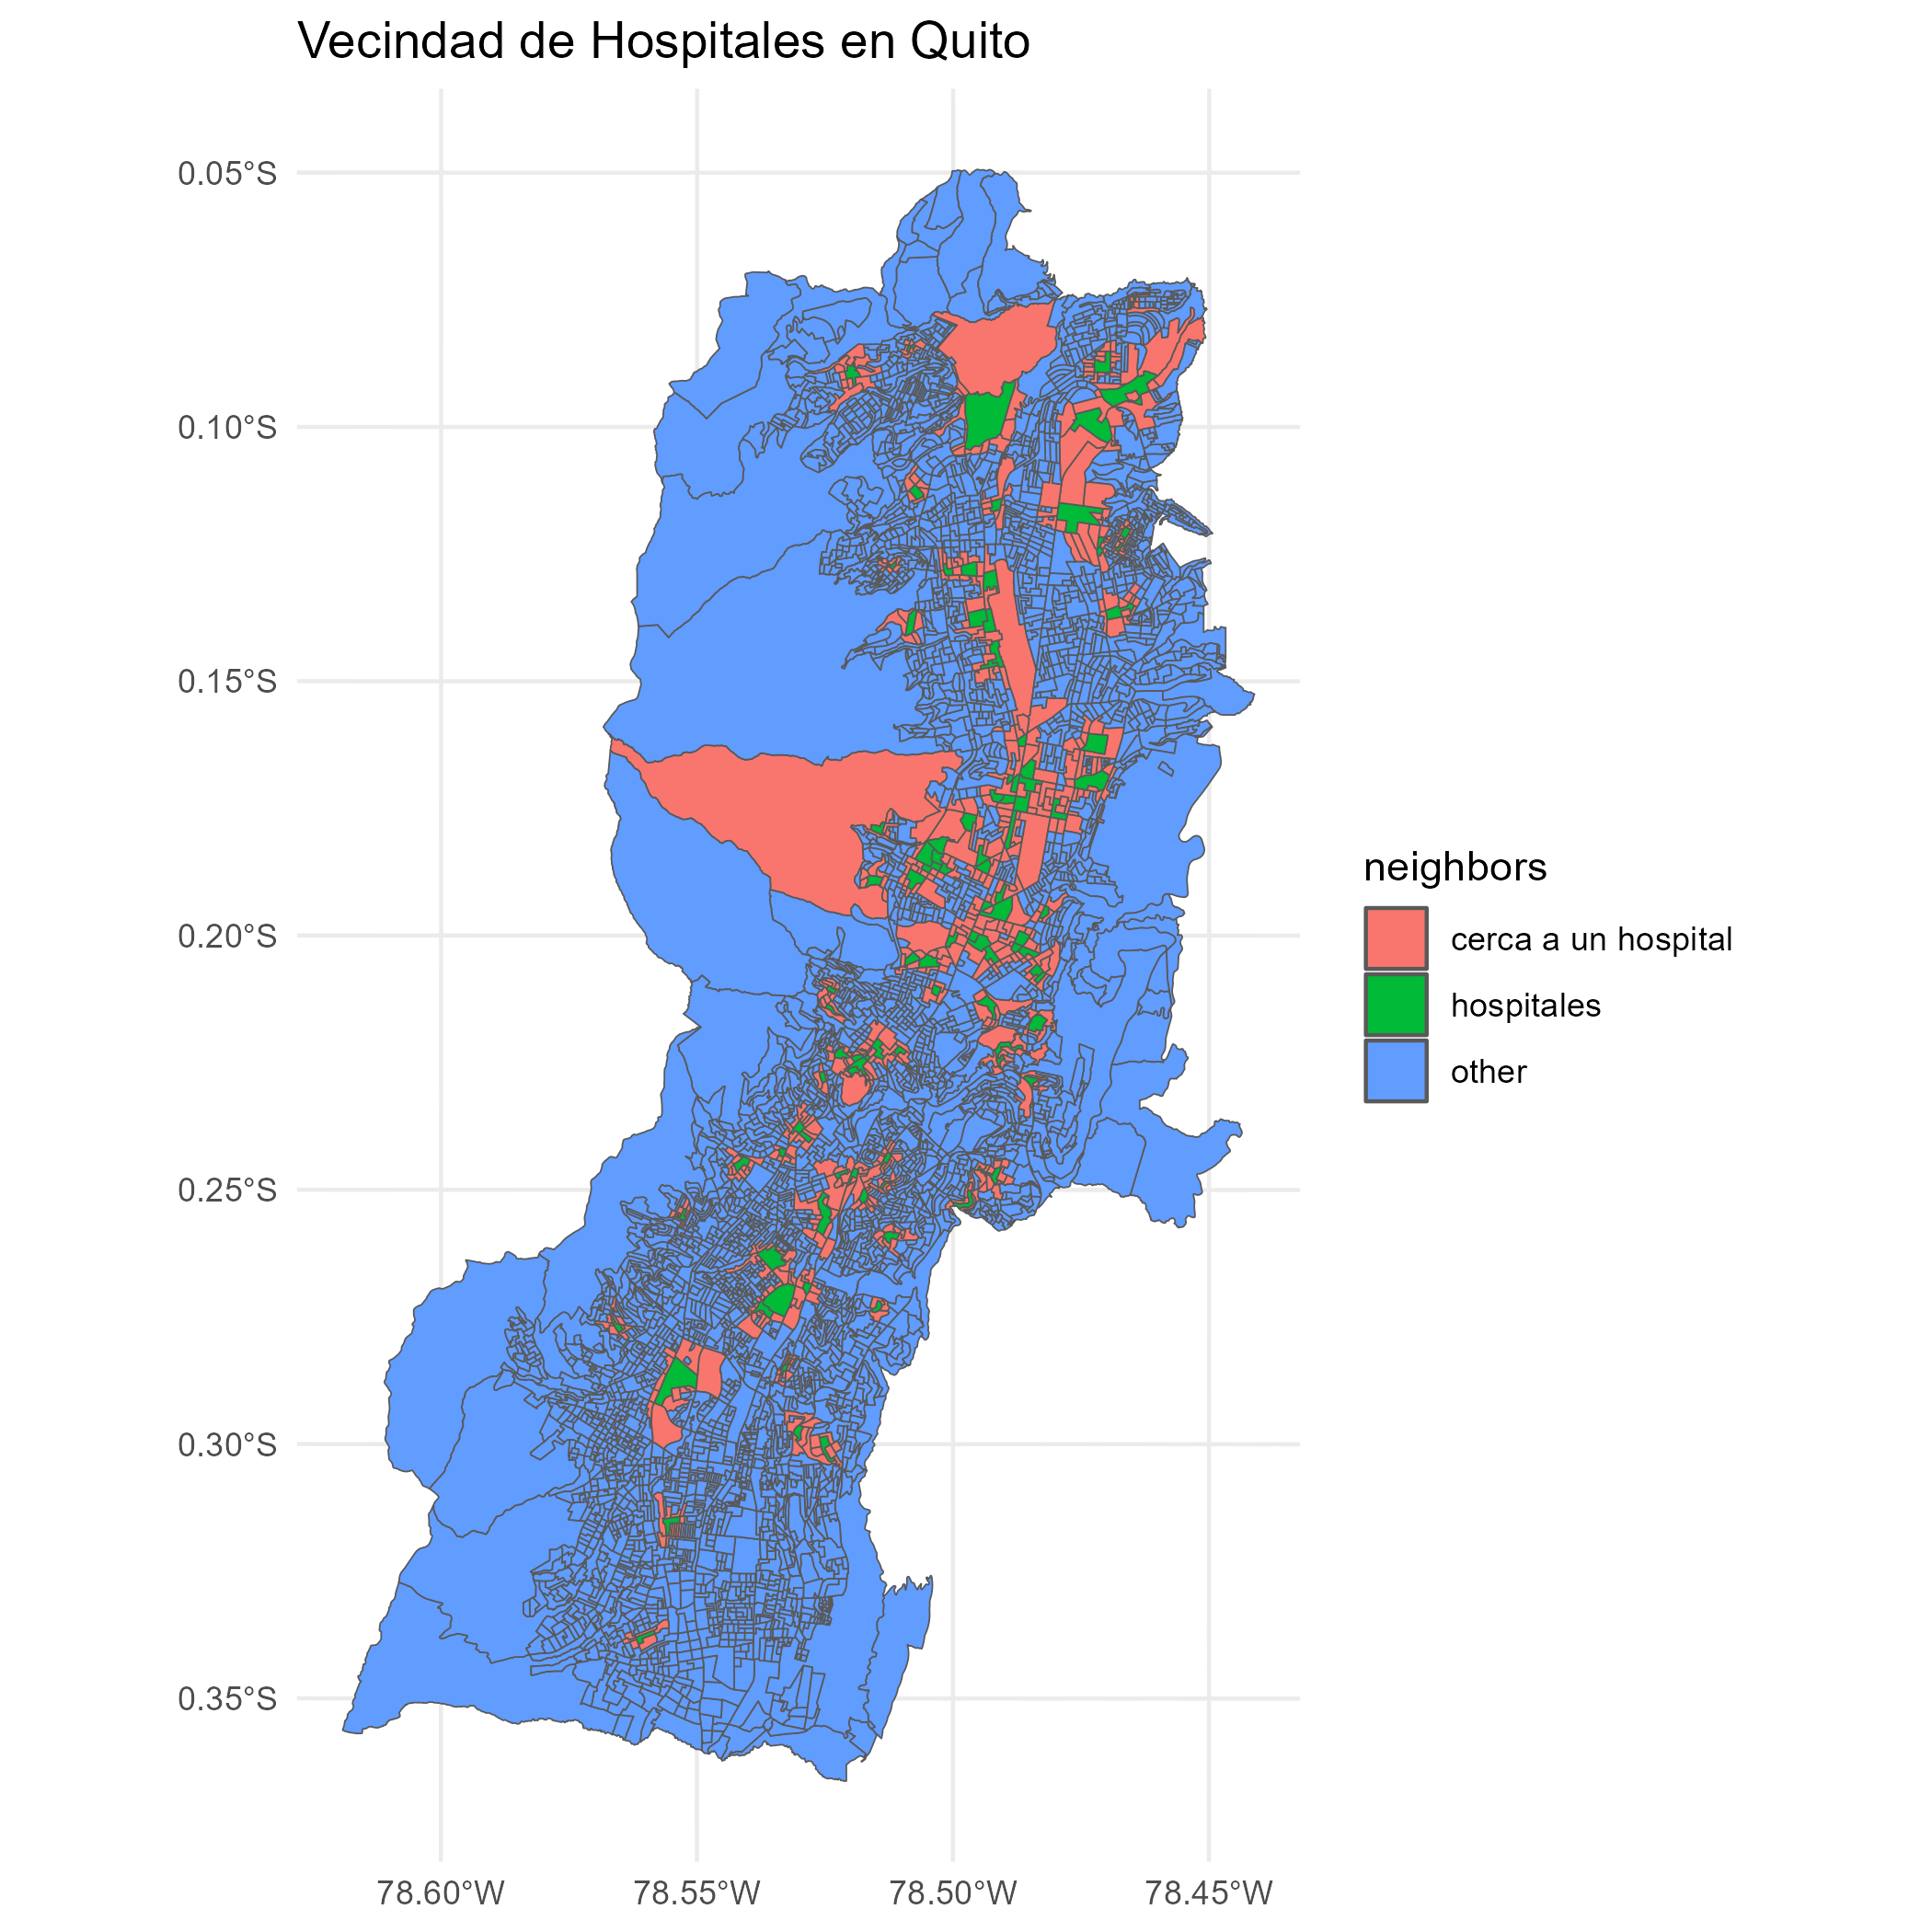 Vecindad de Hospitales en Quito
0.05°S
0.10°S
0.15°S
0.20°S
0.25°S
0.30°S
0.35°S
78.60°W
78.55°W
78.50°W
78.45°W
neighbors
cerca a un hospital
hospitales
other